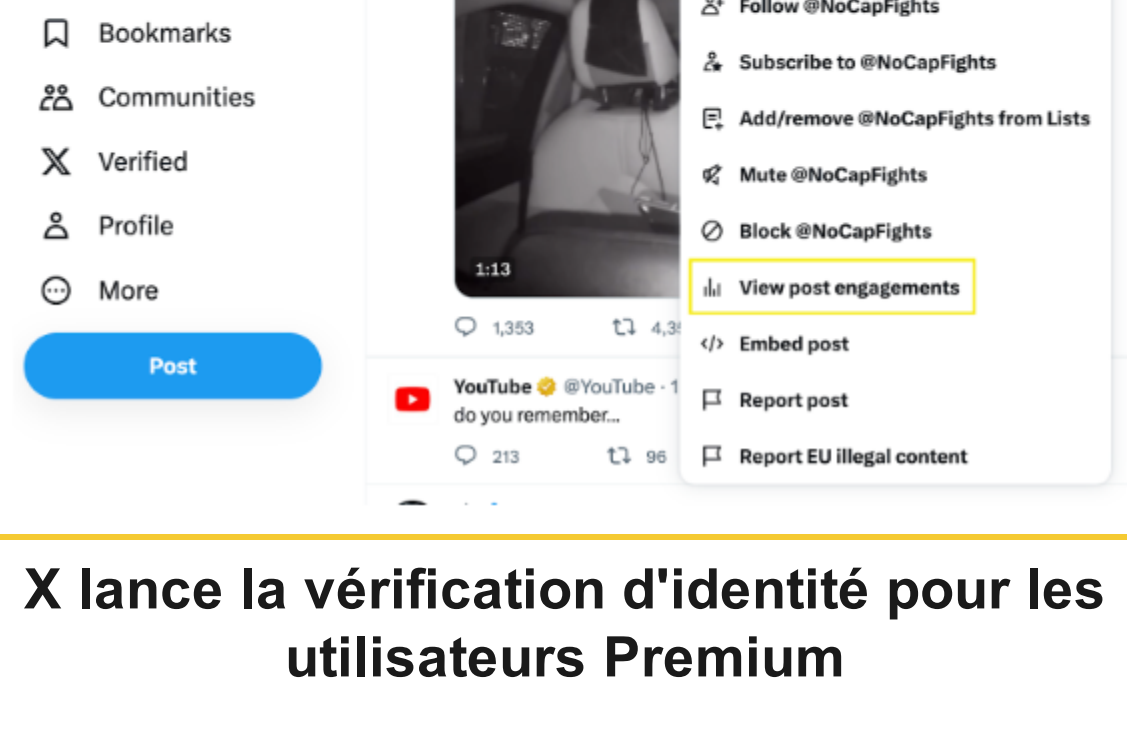 Bookmarks
Communities
Verified
Profile
More
Post
1:13
1,353
YouTube @YouTube · 1
do you remember...
213 96
Follow @NoCapFights
Subscribe to @NoCapFights
Add/remove @NoCapFights from Lists
Mute @NoCapFights
Block @NoCapFights
View post engagements
Embed post
Report post
Report EU illegal content
X lance la vérification d'identité pour les
utilisateurs Premium